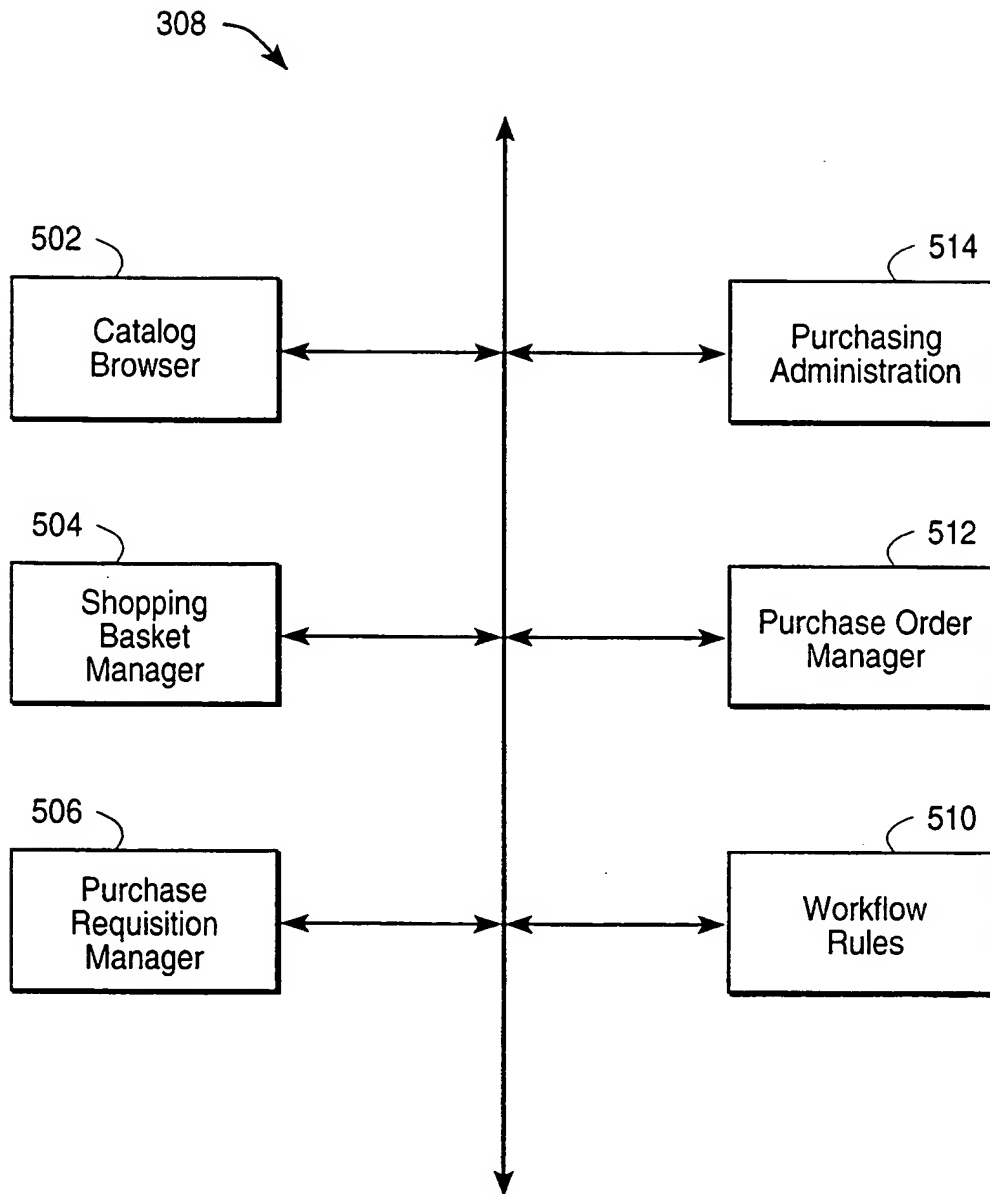 308
502
Catalog
Browser
514
Purchasing
Administration
504
Shopping
Basket
Manager
512
Purchase Order
Manager
506
Purchase
Requisition
Manager
510
Workflow
Rules